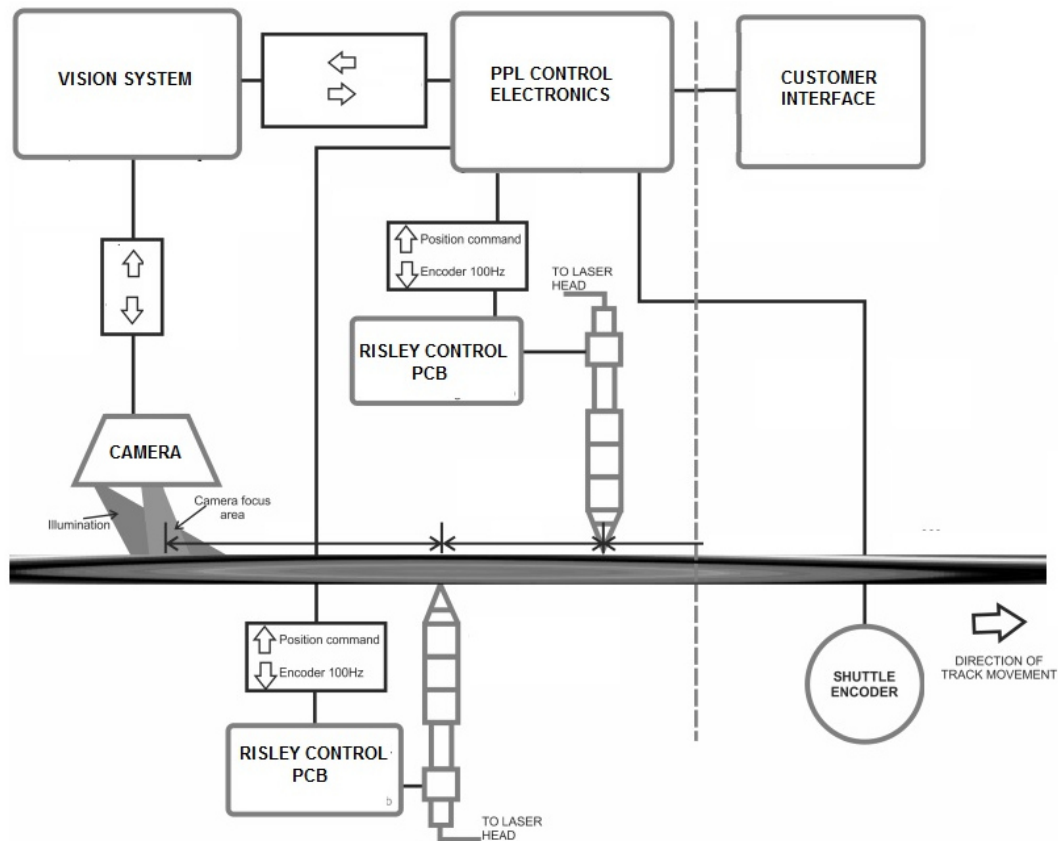 VISION SYSTEM
PPL CONTROL
ELECTRONICS
CUSTOMER
INTERFACE
Position command
Encoder 100Hz
TO LASER
HEAD
RISLEY CONTROL
PCB
CAMERA
Illumination
Camera focus
area
Position command
Encoder 100Hz
RISLEY CONTROL
PCB
TO LASER
HEAD
SHUTTLE
ENCODER
DIRECTION OF
TRACK MOVEMENT